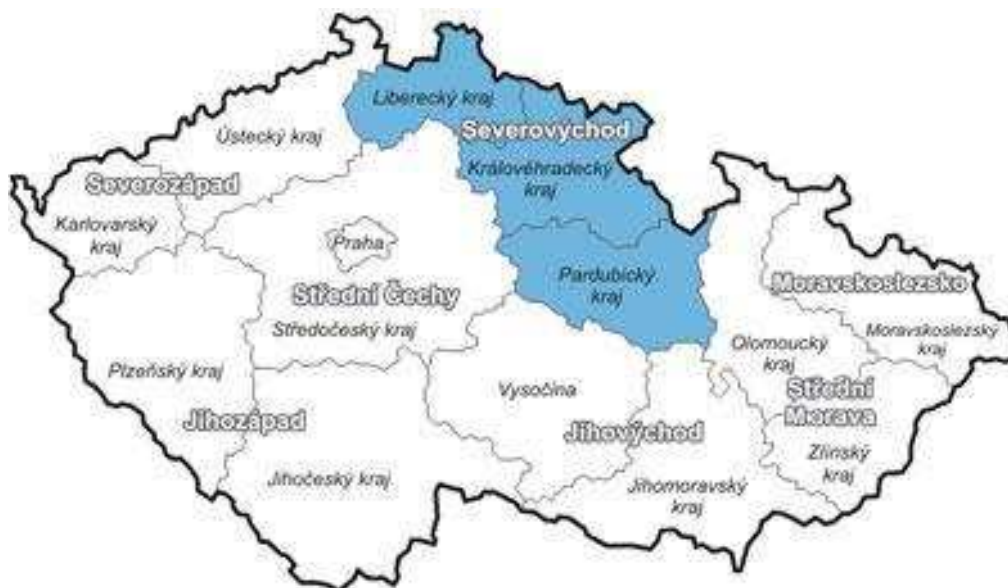 Liberecký kraj
Severovýchod
Ústecký kraj
Královéhradecký
kraj
Severozápad
Karlovarský
kraj
Praha
Pardubický
kraj
Střední Čechy
Moravskoslezsko
Středočeský kraj
Moravskoslezský
kraj
Olomoucký
kraj
Plzeňský kraj
Vysočina
Střední
Morava
Jihozápad
Jihovýchod
Zlínský
kraj
Jihočeský kraj
Jihomoravský
kraj